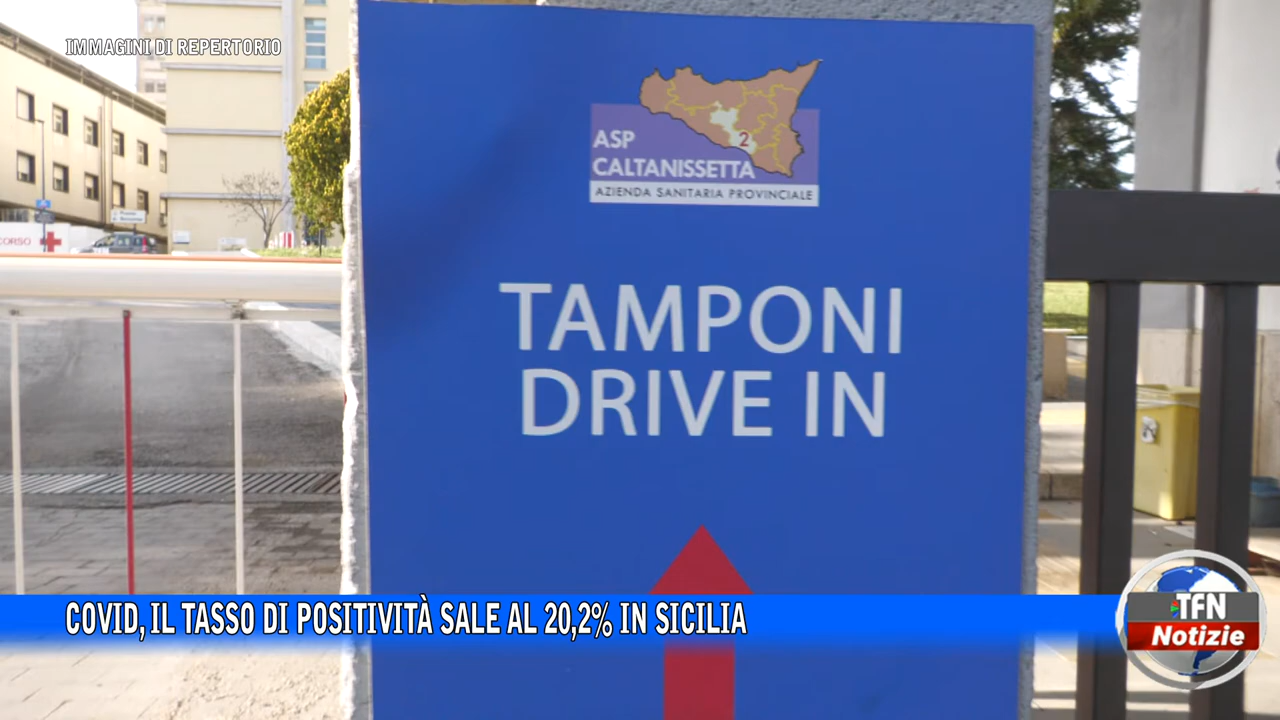 IMMAGINI DI REPERTORIO
ASP
CALTANISSETTA
2
AZIENDA SANITARIA PROVINCIALE
TAMPONI
DRIVE IN
CORSO
COVID, IL TASSO DI POSITIVITÀ SALE AL 20,2% IN SICILIA
TFN
Notizie